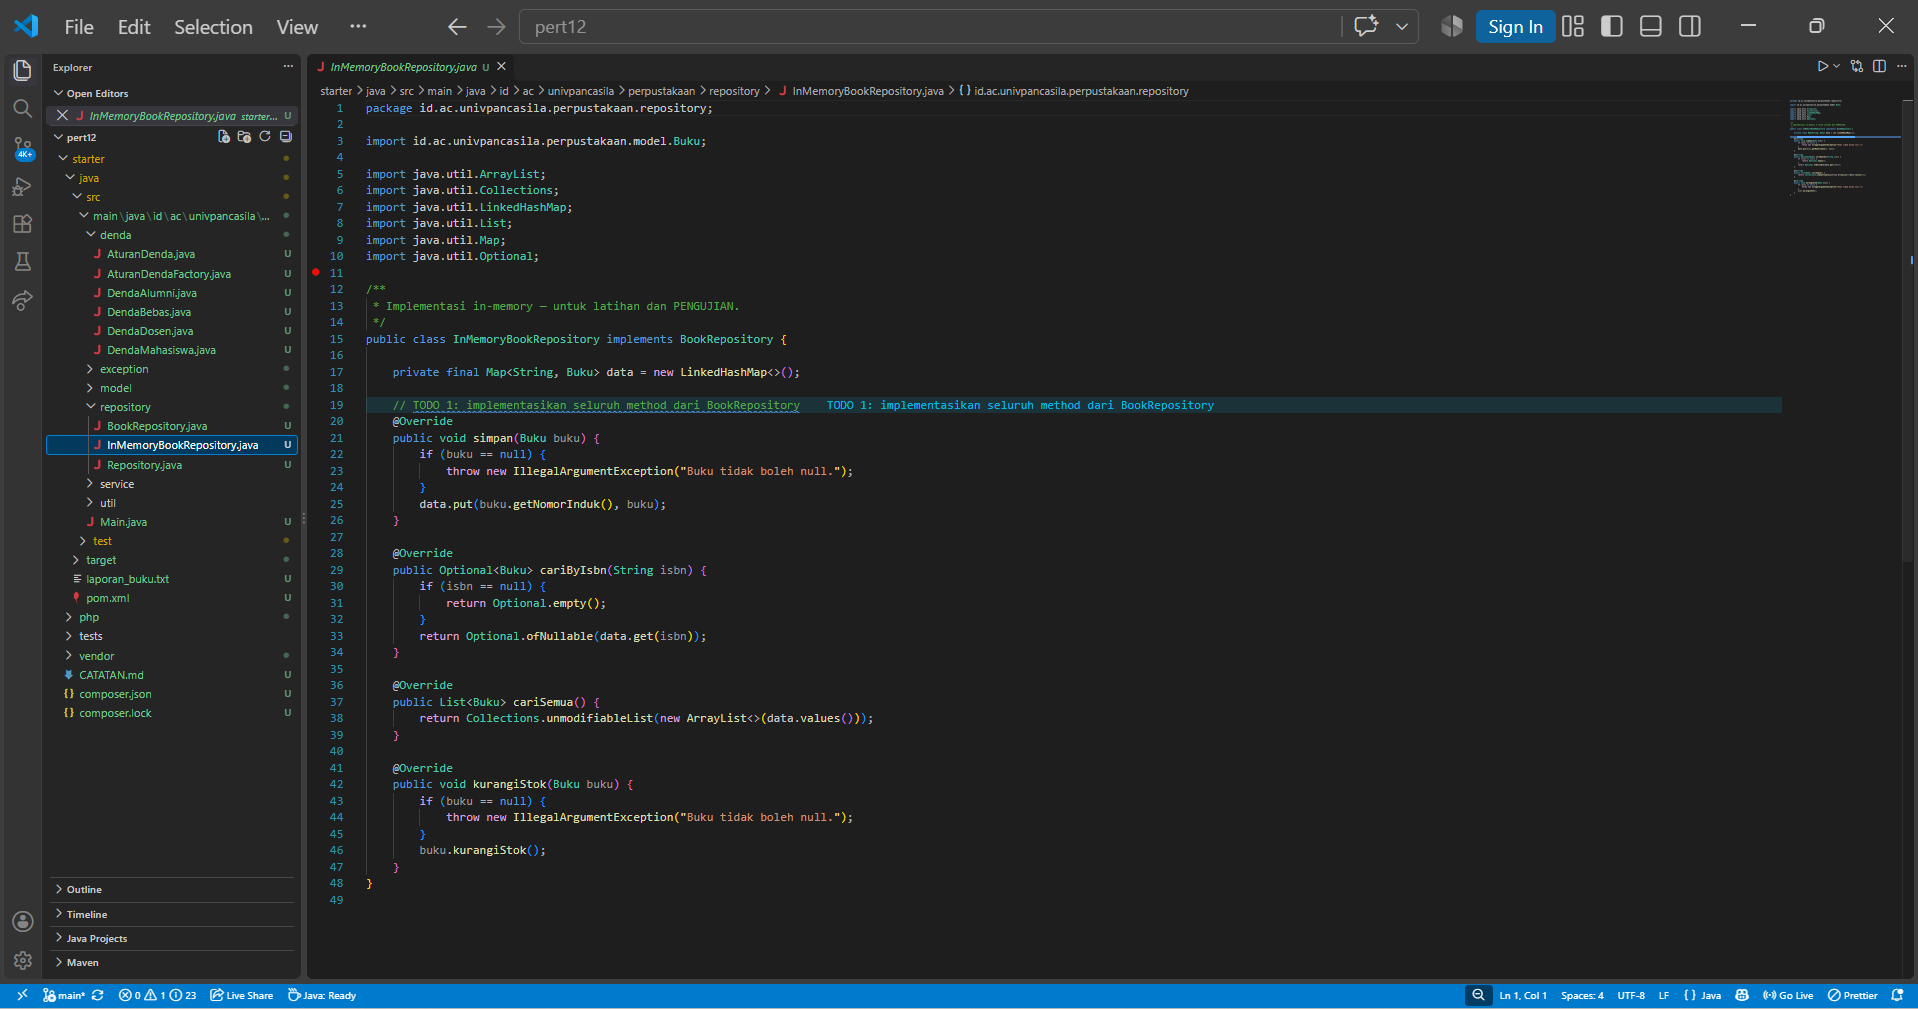 File Edit Selection View ··· pert12 Sign In
Explorer ···
Open Editors
InMemoryBookRepository.java starter... U
pert12
starter
java
src
main\java\id\ac\univpancasila\...
denda
AturanDenda.java U
AturanDendaFactory.java U
DendaAlumni.java U
DendaBebas.java U
DendaDosen.java U
DendaMahasiswa.java U
exception
model
repository
BookRepository.java U
InMemoryBookRepository.java U
Repository.java U
service
util
Main.java U
test
target
laporan_buku.txt U
pom.xml U
php
tests
vendor
CATATAN.md U
composer.json U
composer.lock U
Outline
Timeline
Java Projects
Maven
4K+
InMemoryBookRepository.java U
starter > java > src > main > java > id > ac > univpancasila > perpustakaan > repository > InMemoryBookRepository.java > {} id.ac.univpancasila.perpustakaan.repository
1 package id.ac.univpancasila.perpustakaan.repository;
2
3 import id.ac.univpancasila.perpustakaan.model.Buku;
4
5 import java.util.ArrayList;
6 import java.util.Collections;
7 import java.util.LinkedHashMap;
8 import java.util.List;
9 import java.util.Map;
10 import java.util.Optional;
11
12 /**
13 * Implementasi in-memory — untuk latihan dan PENGUJIAN.
14 */
15 public class InMemoryBookRepository implements BookRepository {
16
17 private final Map<String, Buku> data = new LinkedHashMap<>();
18
19 // TODO 1: implementasikan seluruh method dari BookRepository TODO 1: implementasikan seluruh method dari BookRepository
20 @Override
21 public void simpan(Buku buku) {
22 if (buku == null) {
23 throw new IllegalArgumentException("Buku tidak boleh null.");
24 }
25 data.put(buku.getNomorInduk(), buku);
26 }
27
28 @Override
29 public Optional<Buku> cariByIsbn(String isbn) {
30 if (isbn == null) {
31 return Optional.empty();
32 }
33 return Optional.ofNullable(data.get(isbn));
34 }
35
36 @Override
37 public List<Buku> cariSemua() {
38 return Collections.unmodifiableList(new ArrayList<>(data.values()));
39 }
40
41 @Override
42 public void kurangiStok(Buku buku) {
43 if (buku == null) {
44 throw new IllegalArgumentException("Buku tidak boleh null.");
45 }
46 buku.kurangiStok();
47 }
48 }
49
main* 0 1 23 Live Share Java: Ready Ln 1, Col 1 Spaces: 4 UTF-8 LF {} Java Go Live Prettier